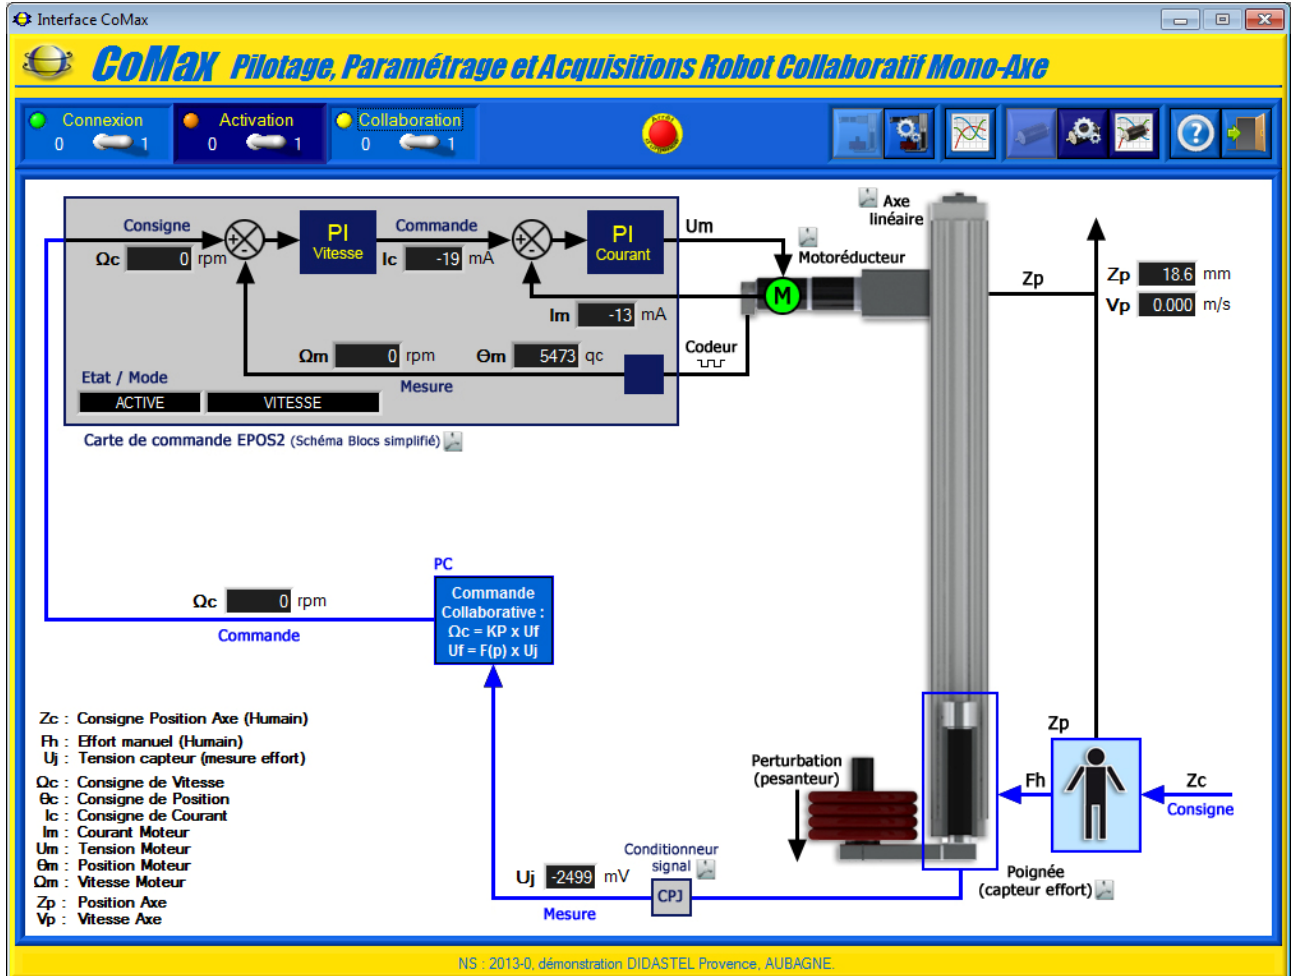 Interface CoMax
CoMax Pilotage, Paramétrage et Acquisitions Robot Collaboratif Mono-Axe
Connexion
0 1
Activation
0 1
Collaboration
0 1
Consigne
Ωc 0 rpm
PI
Vitesse
Commande
Ic -19 mA
PI
Courant
Um
Im -13 mA
Ωm 0 rpm
Θm 5473 qc
Mesure
Codeur
Etat / Mode
ACTIVE VITESSE
Carte de commande EPOS2 (Schéma Blocs simplifié)
Axe
linéaire
Motoréducteur
M
Zp
Zp 18.6 mm
Vp 0.000 m/s
PC
Commande
Collaborative :
Ωc = KP x Uf
Uf = F(p) x Uj
Ωc 0 rpm
Commande
Zc : Consigne Position Axe (Humain)
Fh : Effort manuel (Humain)
Uj : Tension capteur (mesure effort)
Ωc : Consigne de Vitesse
Θc : Consigne de Position
Ic : Consigne de Courant
Im : Courant Moteur
Um : Tension Moteur
Θm : Position Moteur
Ωm : Vitesse Moteur
Zp : Position Axe
Vp : Vitesse Axe
Perturbation
(pesanteur)
Zp
Fh
Zc
Consigne
Conditionneur
signal
CPJ
Uj -2499 mV
Mesure
Poignée
(capteur effort)
NS : 2013-0, démonstration DIDASTEL Provence, AUBAGNE.